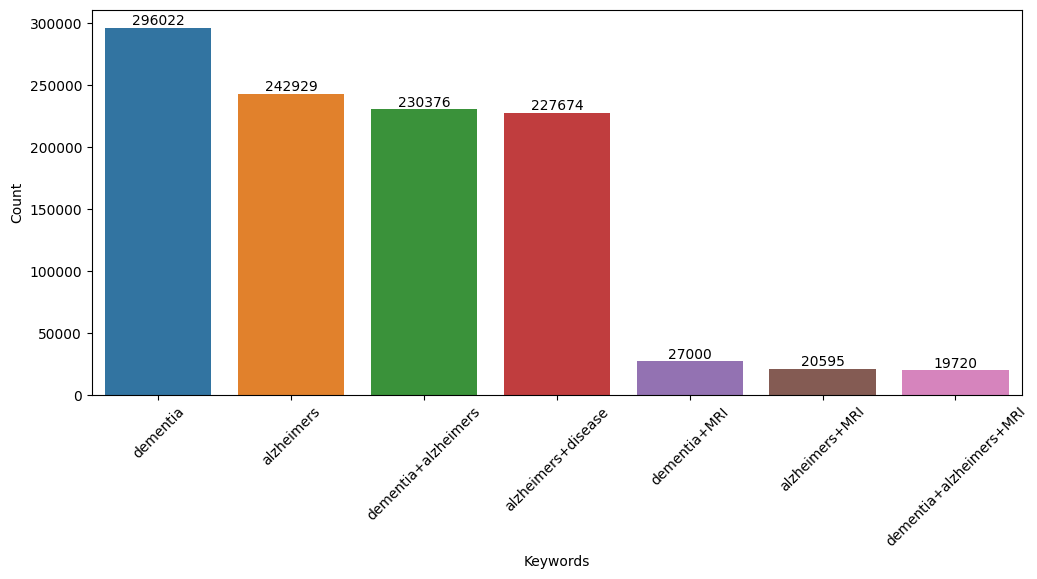 296022
242929
230376
227674
27000
20595
19720
300000
250000
200000
150000
100000
50000
0
Count
dementia
alzheimers
dementia+alzheimers
alzheimers+disease
dementia+MRI
alzheimers+MRI
dementia+alzheimers+MRI
Keywords